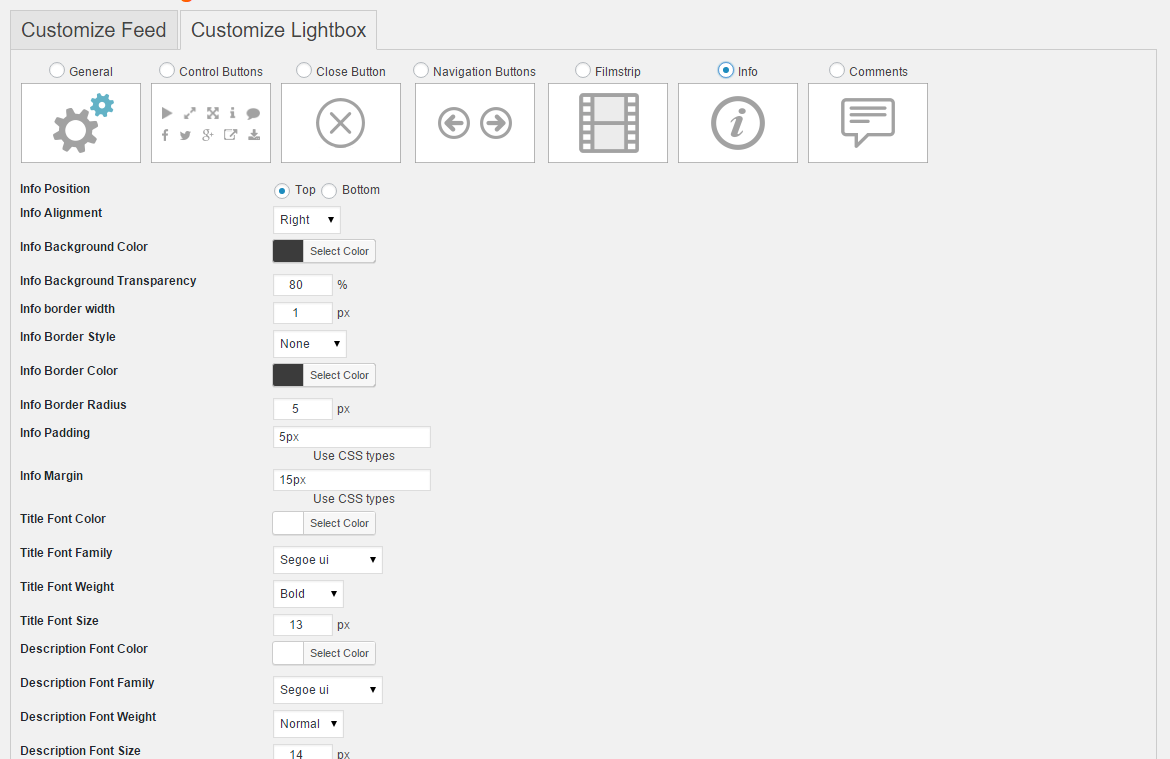 Customize Feed Customize Lightbox
General Control Buttons Close Button Navigation Buttons Filmstrip Info Comments
Info Position Top Bottom
Info Alignment Right
Info Background Color Select Color
Info Background Transparency 80 %
Info border width 1 px
Info Border Style None
Info Border Color Select Color
Info Border Radius 5 px
Info Padding 5px
Use CSS types
Info Margin 15px
Use CSS types
Title Font Color Select Color
Title Font Family Segoe ui
Title Font Weight Bold
Title Font Size 13 px
Description Font Color Select Color
Description Font Family Segoe ui
Description Font Weight Normal
Description Font Size 14 px